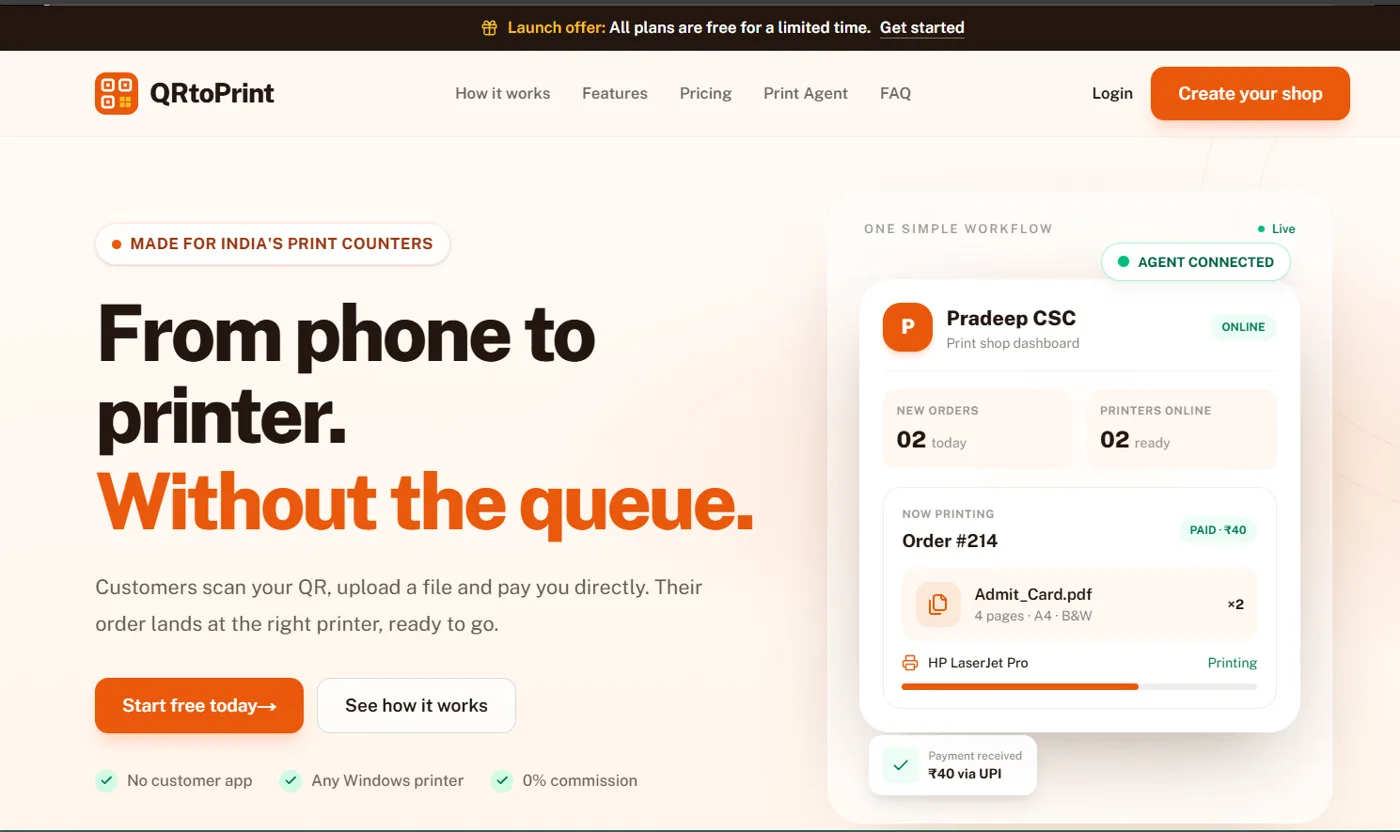 Launch offer: All plans are free for a limited time. Get started
QRtoPrint
How it works Features Pricing Print Agent FAQ
Login
Create your shop
MADE FOR INDIA'S PRINT COUNTERS
From phone to
printer.
Without the queue.
Customers scan your QR, upload a file and pay you directly. Their
order lands at the right printer, ready to go.
Start free today→
See how it works
No customer app
Any Windows printer
0% commission
ONE SIMPLE WORKFLOW
Live
AGENT CONNECTED
P
Pradeep CSC
Print shop dashboard
ONLINE
NEW ORDERS
02 today
PRINTERS ONLINE
02 ready
NOW PRINTING
Order #214
PAID · ₹40
Admit_Card.pdf
4 pages · A4 · B&W
×2
HP LaserJet Pro
Printing
Payment received
₹40 via UPI